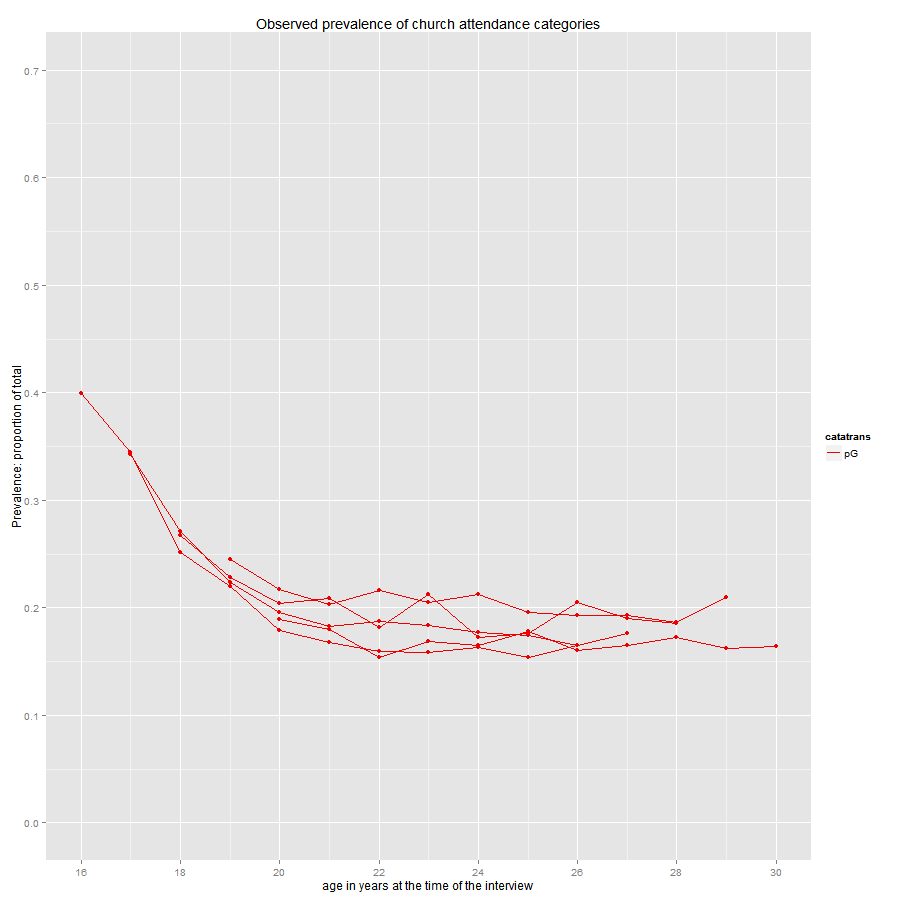 Observed prevalence of church attendance categories
Prevalence: proportion of total
0.7
0.6
0.5
0.4
0.3
0.2
0.1
0.0
16 18 20 22 24 26 28 30
age in years at the time of the interview
catatrans
pG